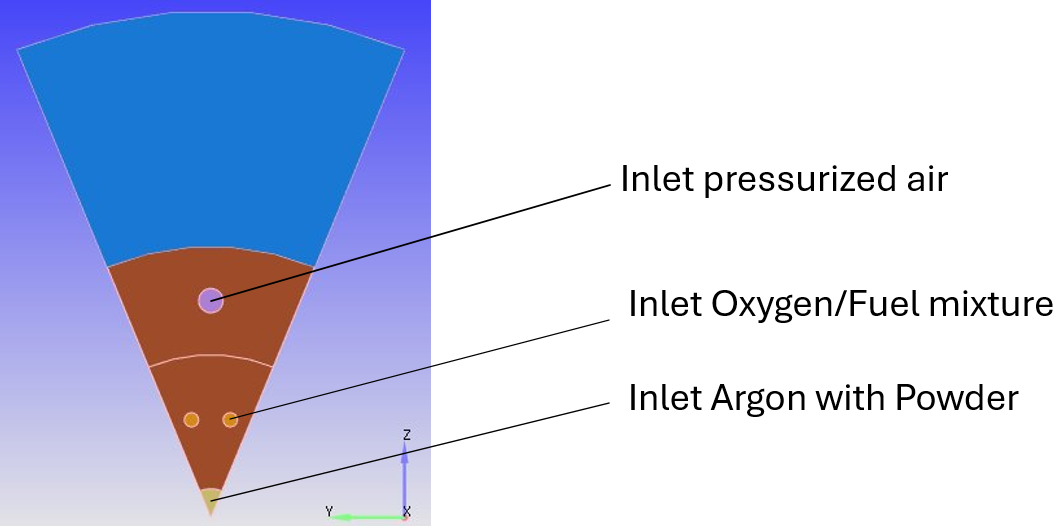 Inlet pressurized air
Inlet Oxygen/Fuel mixture
Inlet Argon with Powder
Z
Y
X